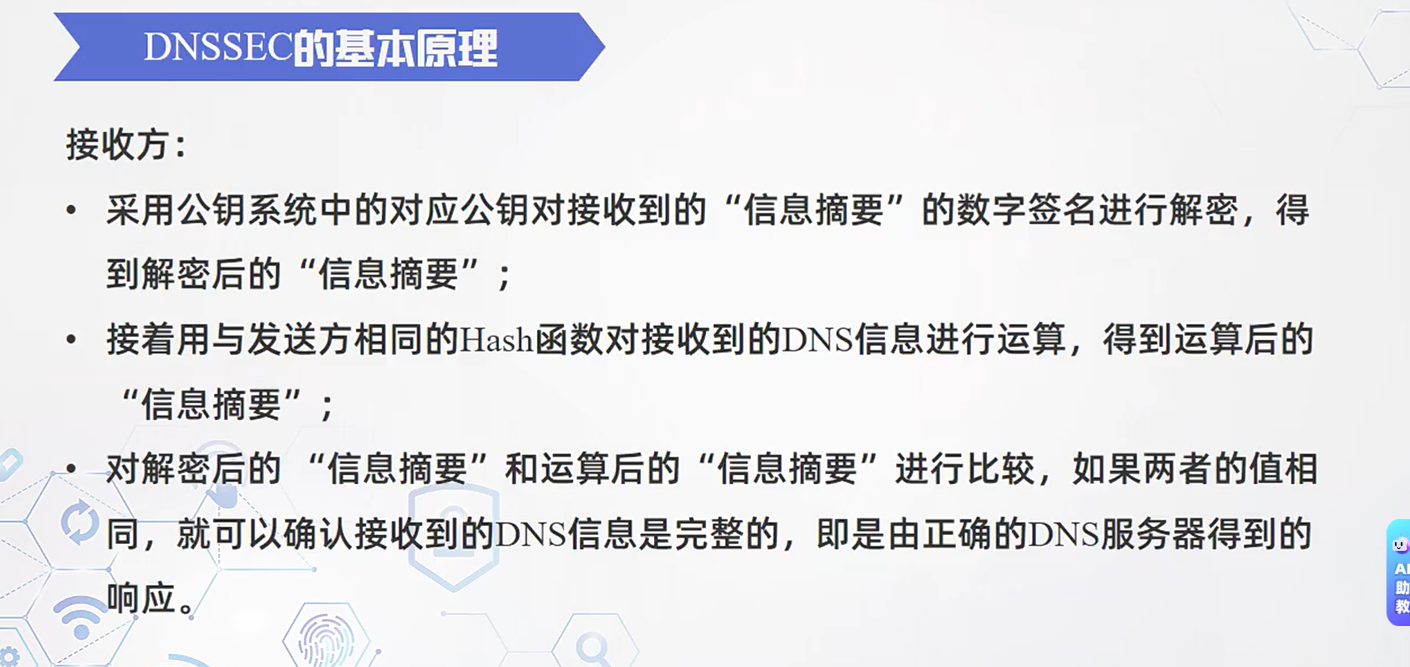 DNSSEC的基本原理
接收方：
• 采用公钥系统中的对应公钥对接收到的“信息摘要”的数字签名进行解密，得
到解密后的“信息摘要”；
• 接着用与发送方相同的Hash函数对接收到的DNS信息进行运算，得到运算后的
“信息摘要”；
• 对解密后的 “信息摘要”和运算后的“信息摘要”进行比较，如果两者的值相
同，就可以确认接收到的DNS信息是完整的，即是由正确的DNS服务器得到的
响应。
AI
助
教